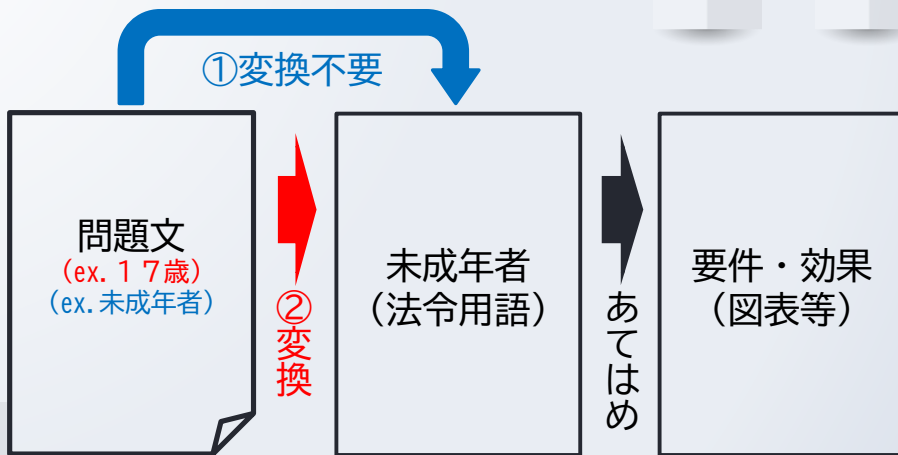 ①変換不要
問題文
(ex.１７歳)
(ex.未成年者)
②変換
未成年者
（法令用語）
あてはめ
要件・効果
（図表等）